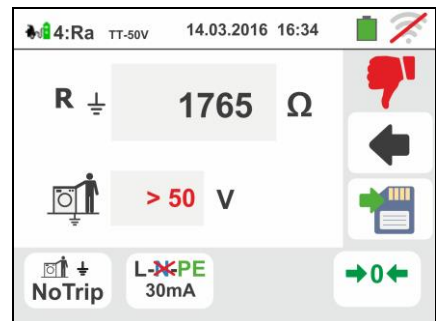 4:Ra TT-50V 14.03.2016 16:34
R 1765 Ω
> 50 V
NoTrip
L-N-PE
30mA
→0←